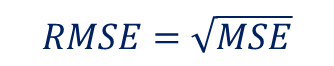 RMSE = √MSE